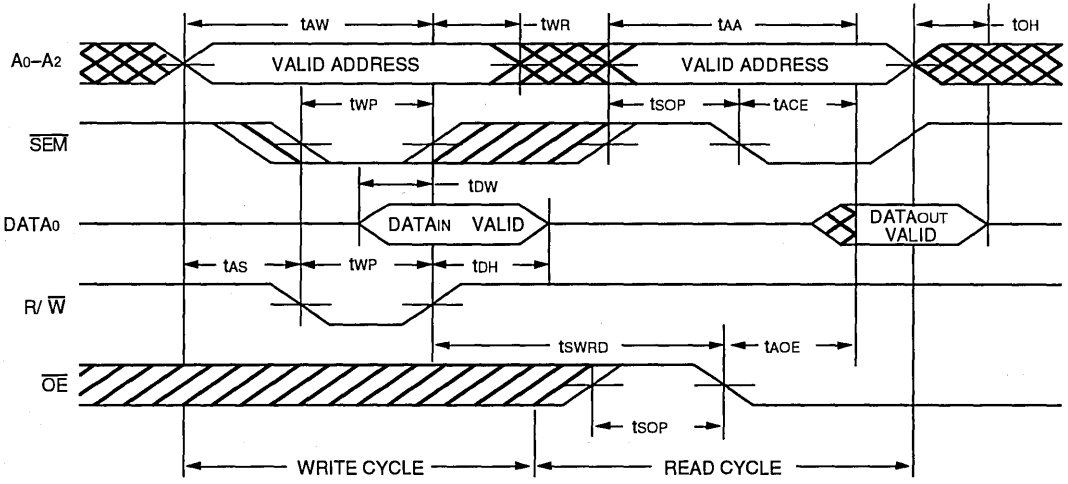 tAW tWR tAA tOH
A0–A2 VALID ADDRESS VALID ADDRESS
tWP tSOP tACE
SEM
tDW
DATA0 DATAIN VALID DATAOUT VALID
tAS tWP tDH
R/W
tSWRD tAOE
OE
tSOP
WRITE CYCLE READ CYCLE